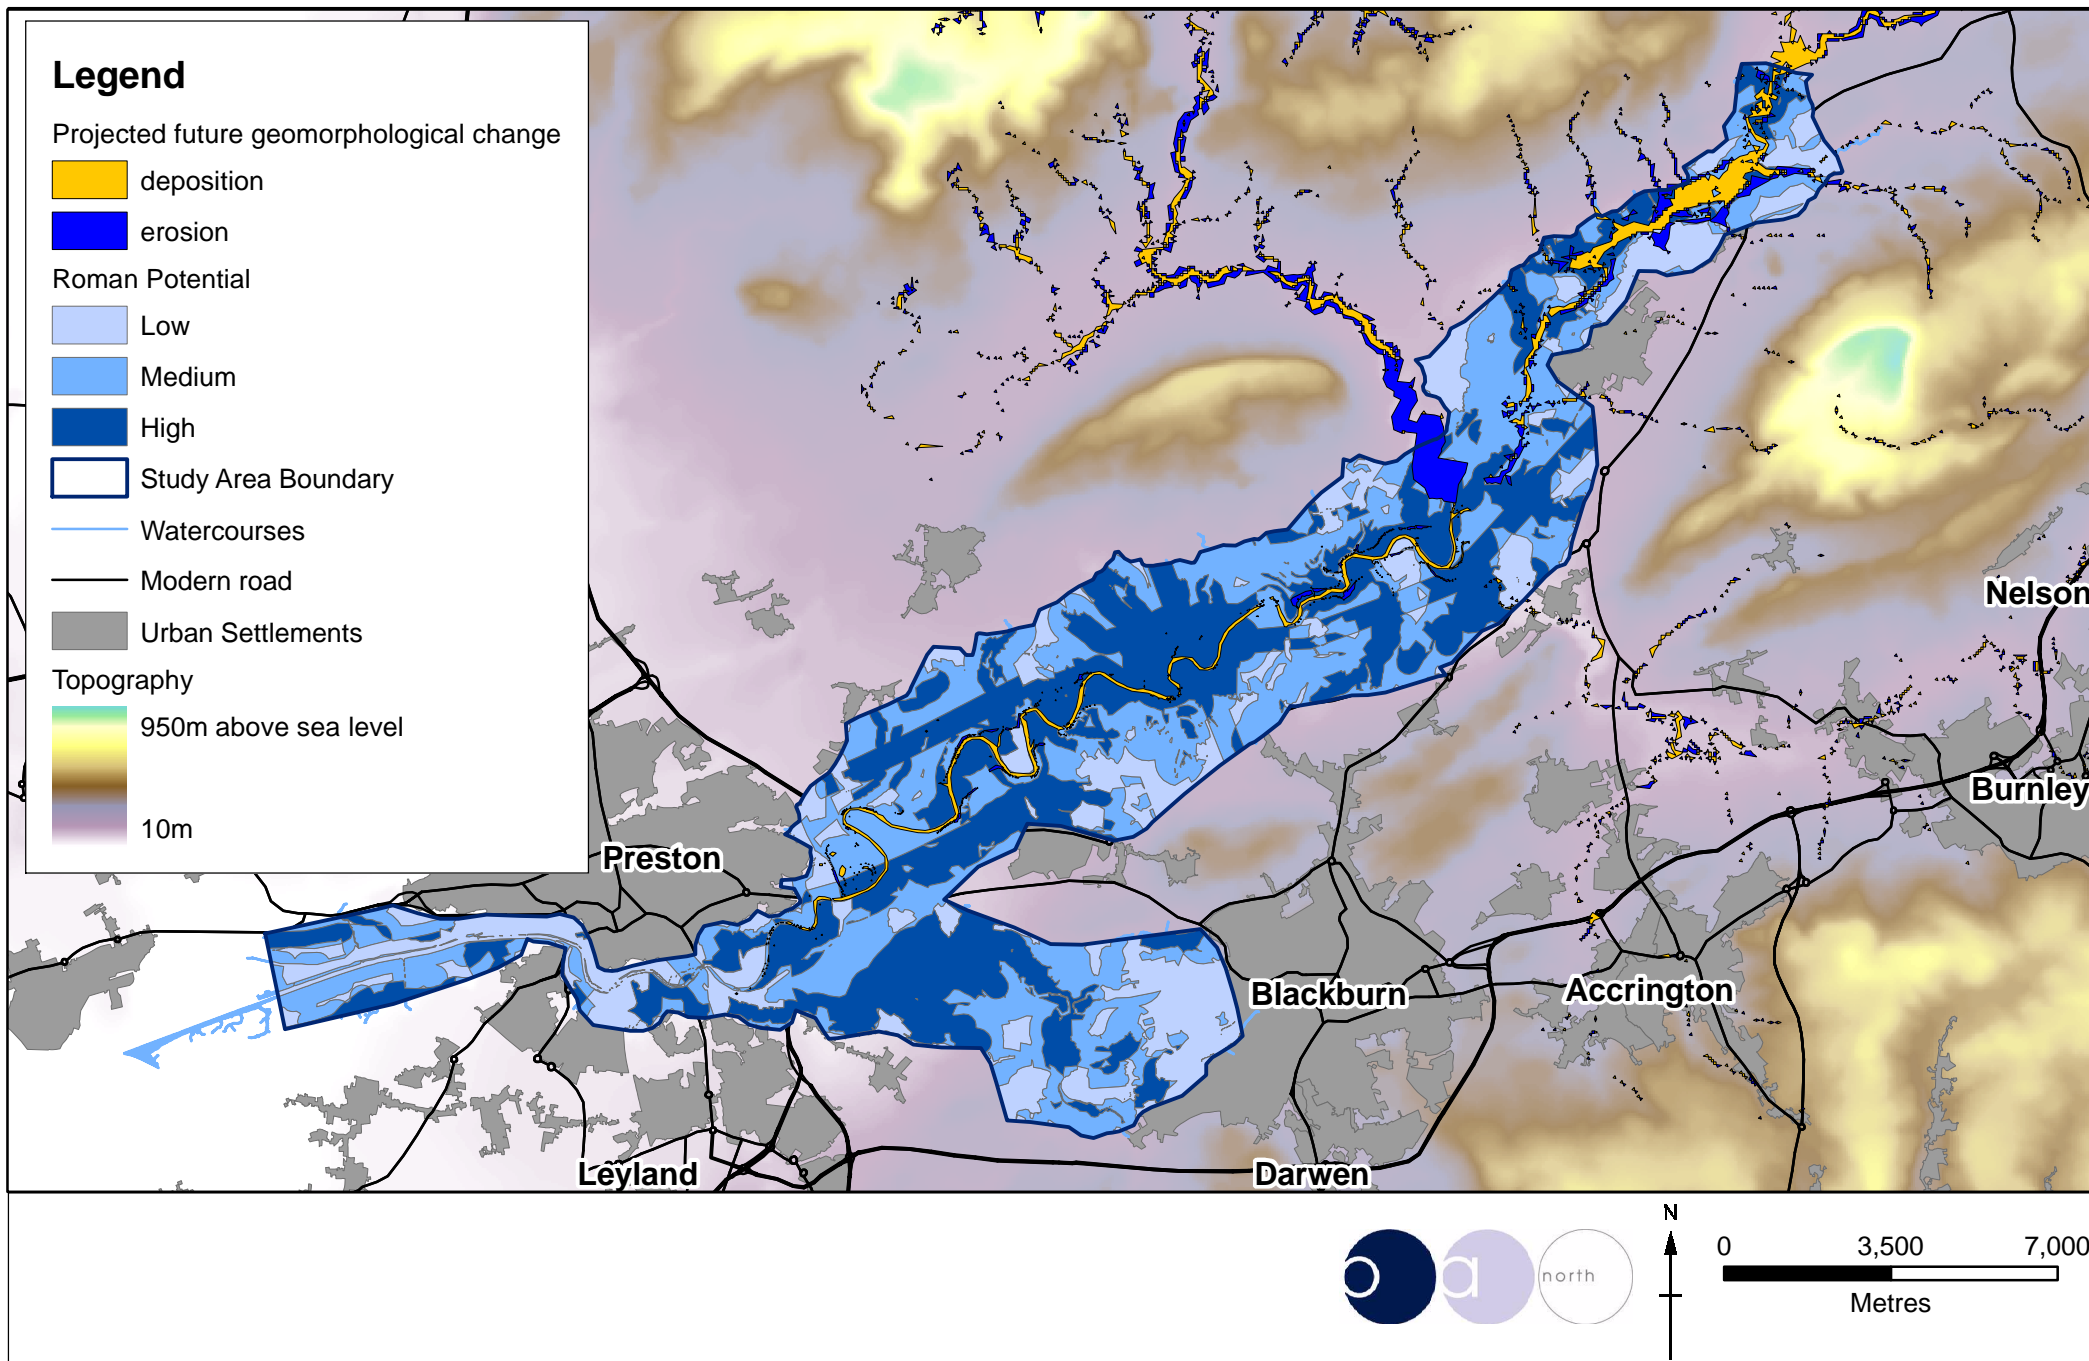 Legend
Projected future geomorphological change
deposition
erosion
Roman Potential
Low
Medium
High
Study Area Boundary
Watercourses
Modern road
Urban Settlements
Topography
950m above sea level
10m
Nelson
Burnley
Preston
Blackburn
Accrington
Leyland
Darwen
o a north
N
0 3,500 7,000
Metres